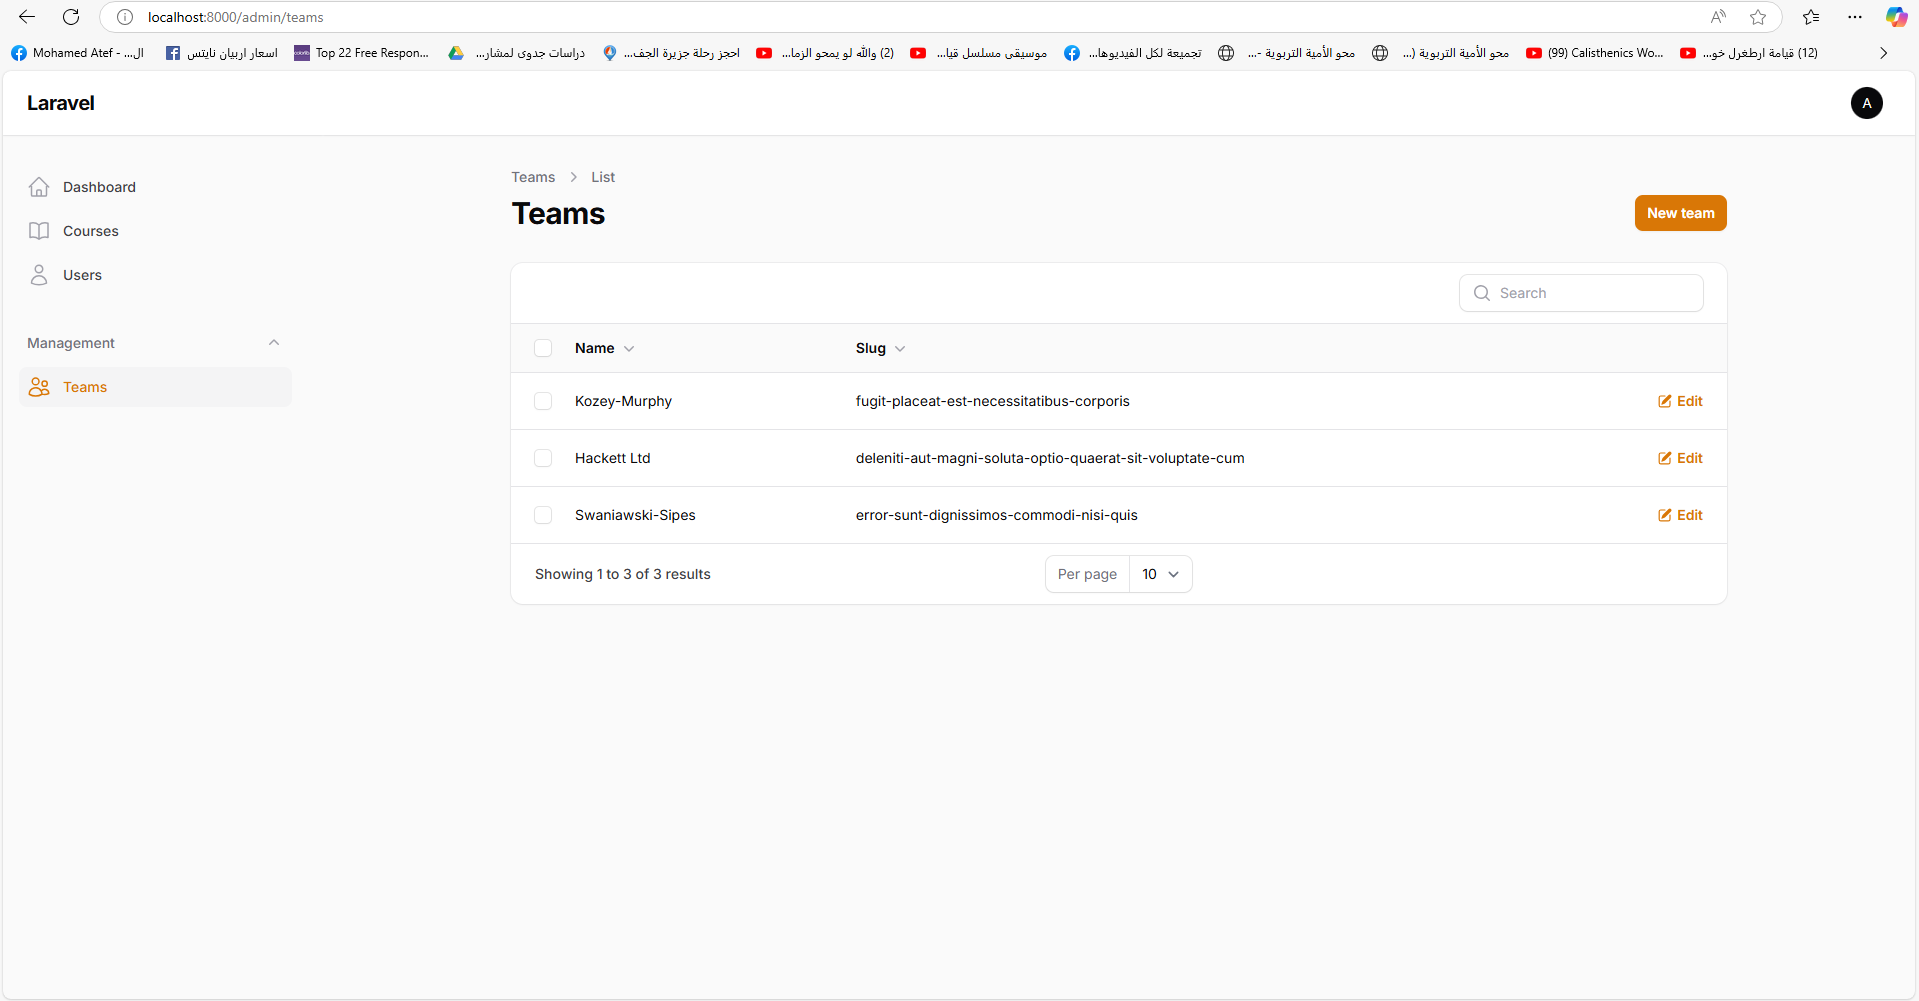 localhost:8000/admin/teams
Mohamed Atef - ...ال
اسعار اربيان نايتس
Top 22 Free Respon...
دراسات جدوى لمشار...
احجز رحلة جزيرة الجف...
(2) والله لو يمحو الزما...
موسيقى مسلسل قيا...
تجميعة لكل الفيديوها...
محو الأمية التربوية -...
محو الأمية التربوية (...
(99) Calisthenics Wo...
(12) قيامة ارطغرل خو...
Laravel
A
Dashboard
Courses
Users
Management
Teams
Teams > List
Teams
New team
Search
Name Slug
Kozey-Murphy fugit-placeat-est-necessitatibus-corporis Edit
Hackett Ltd deleniti-aut-magni-soluta-optio-quaerat-sit-voluptate-cum Edit
Swaniawski-Sipes error-sunt-dignissimos-commodi-nisi-quis Edit
Showing 1 to 3 of 3 results Per page 10